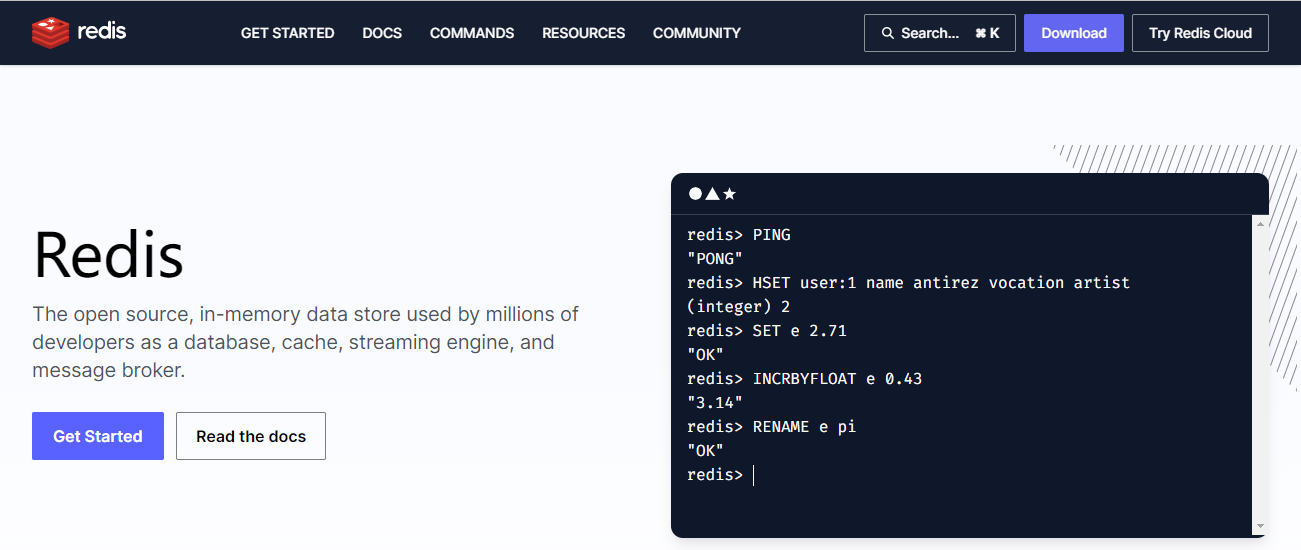 redis GET STARTED DOCS COMMANDS RESOURCES COMMUNITY Search... ⌘ K Download Try Redis Cloud
Redis
The open source, in-memory data store used by millions of
developers as a database, cache, streaming engine, and
message broker.
Get Started Read the docs
redis> PING
"PONG"
redis> HSET user:1 name antirez vocation artist
(integer) 2
redis> SET e 2.71
"OK"
redis> INCRBYFLOAT e 0.43
"3.14"
redis> RENAME e pi
"OK"
redis>